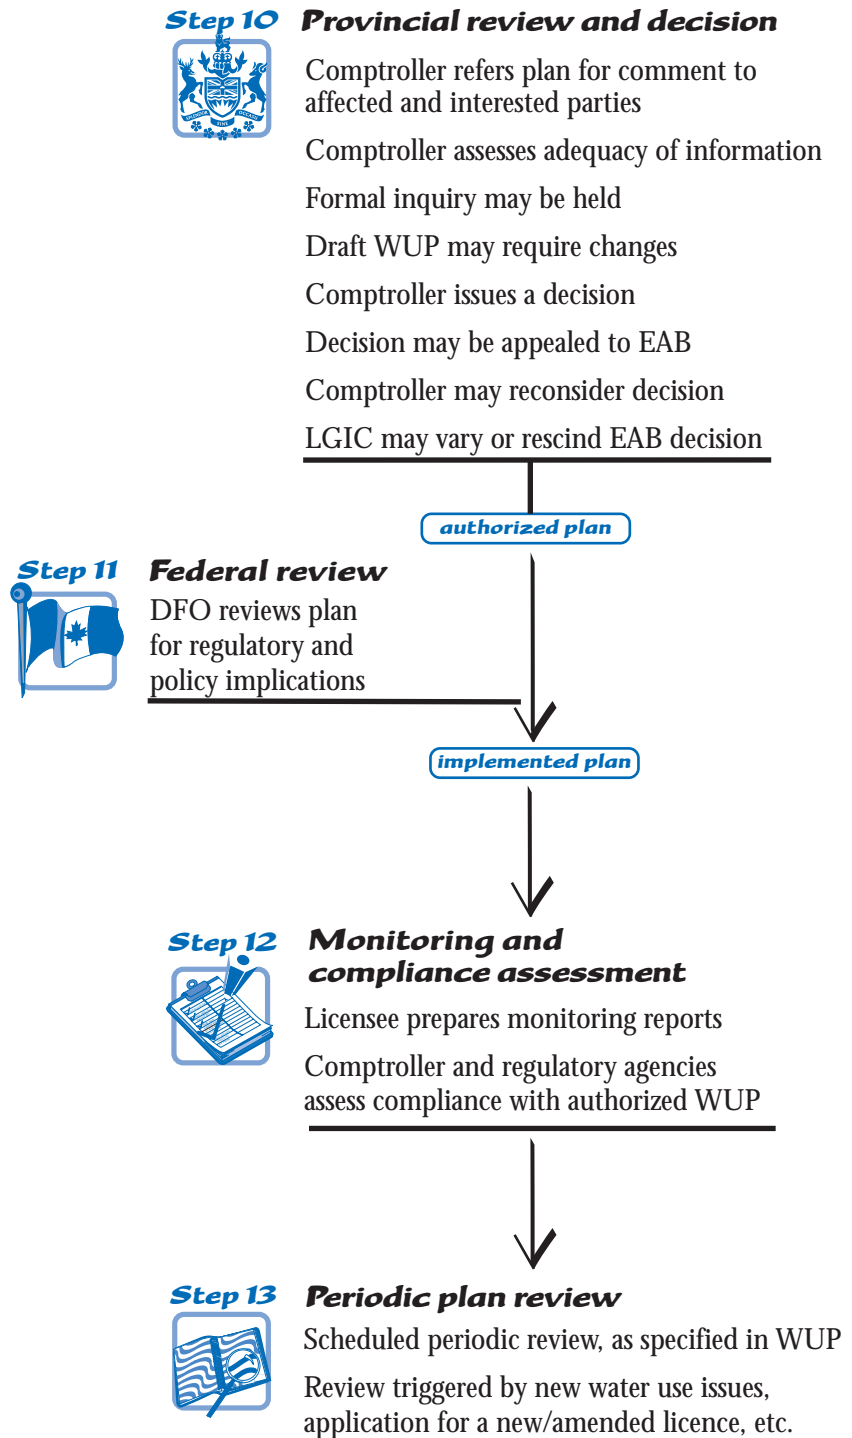 Step 10 Provincial review and decision
Comptroller refers plan for comment to
affected and interested parties
Comptroller assesses adequacy of information
Formal inquiry may be held
Draft WUP may require changes
Comptroller issues a decision
Decision may be appealed to EAB
Comptroller may reconsider decision
LGIC may vary or rescind EAB decision
authorized plan
Step 11 Federal review
DFO reviews plan
for regulatory and
policy implications
implemented plan
Step 12 Monitoring and
compliance assessment
Licensee prepares monitoring reports
Comptroller and regulatory agencies
assess compliance with authorized WUP
Step 13 Periodic plan review
Scheduled periodic review, as specified in WUP
Review triggered by new water use issues,
application for a new/amended licence, etc.